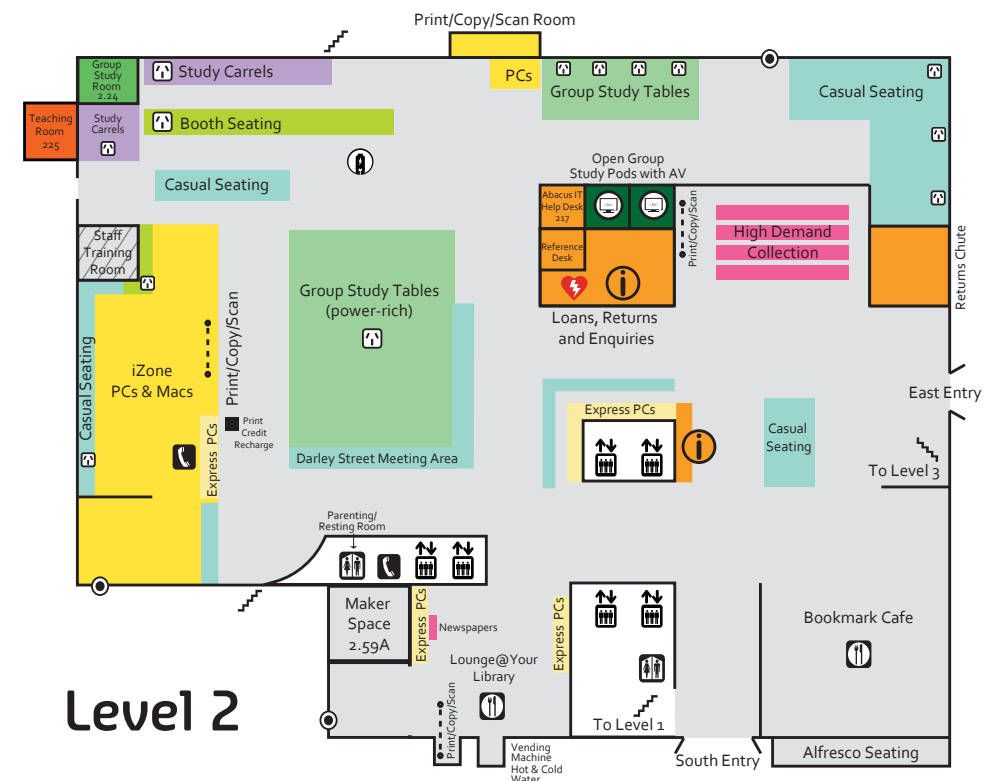 Print/Copy/Scan Room
Group
Study
Room
2.24
Study Carrels
PCs
Group Study Tables
Casual Seating
Teaching
Room
225
Study
Carrels
Booth Seating
Casual Seating
Open Group
Study Pods with AV
Abacus IT
Help Desk
217
Reference
Desk
Print/Copy/Scan
High Demand
Collection
Returns Chute
Staff
Training
Room
Group Study Tables
(power-rich)
Loans, Returns
and Enquiries
Print/Copy/Scan
iZone
PCs & Macs
Casual Seating
Print
Credit
Recharge
Express PCs
Darley Street Meeting Area
Express PCs
Casual
Seating
East Entry
To Level 3
Parenting/
Resting Room
Maker
Space
2.59A
Express PCs
Newspapers
Lounge@Your
Library
Express PCs
Bookmark Cafe
Print/Copy/Scan
To Level 1
Level 2
Vending
Machine
Hot & Cold
Water
South Entry
Alfresco Seating